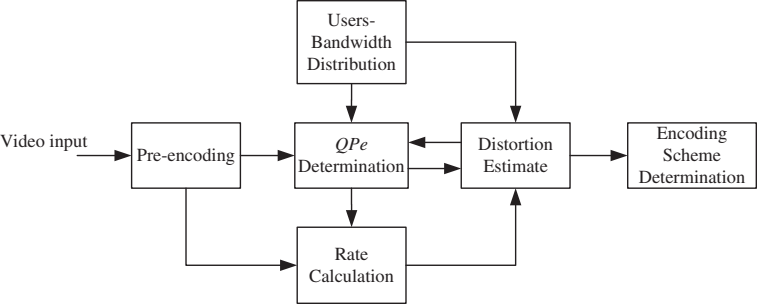 Users-
Bandwidth
Distribution
Video input
Pre-encoding
QPe
Determination
Distortion
Estimate
Encoding
Scheme
Determination
Rate
Calculation